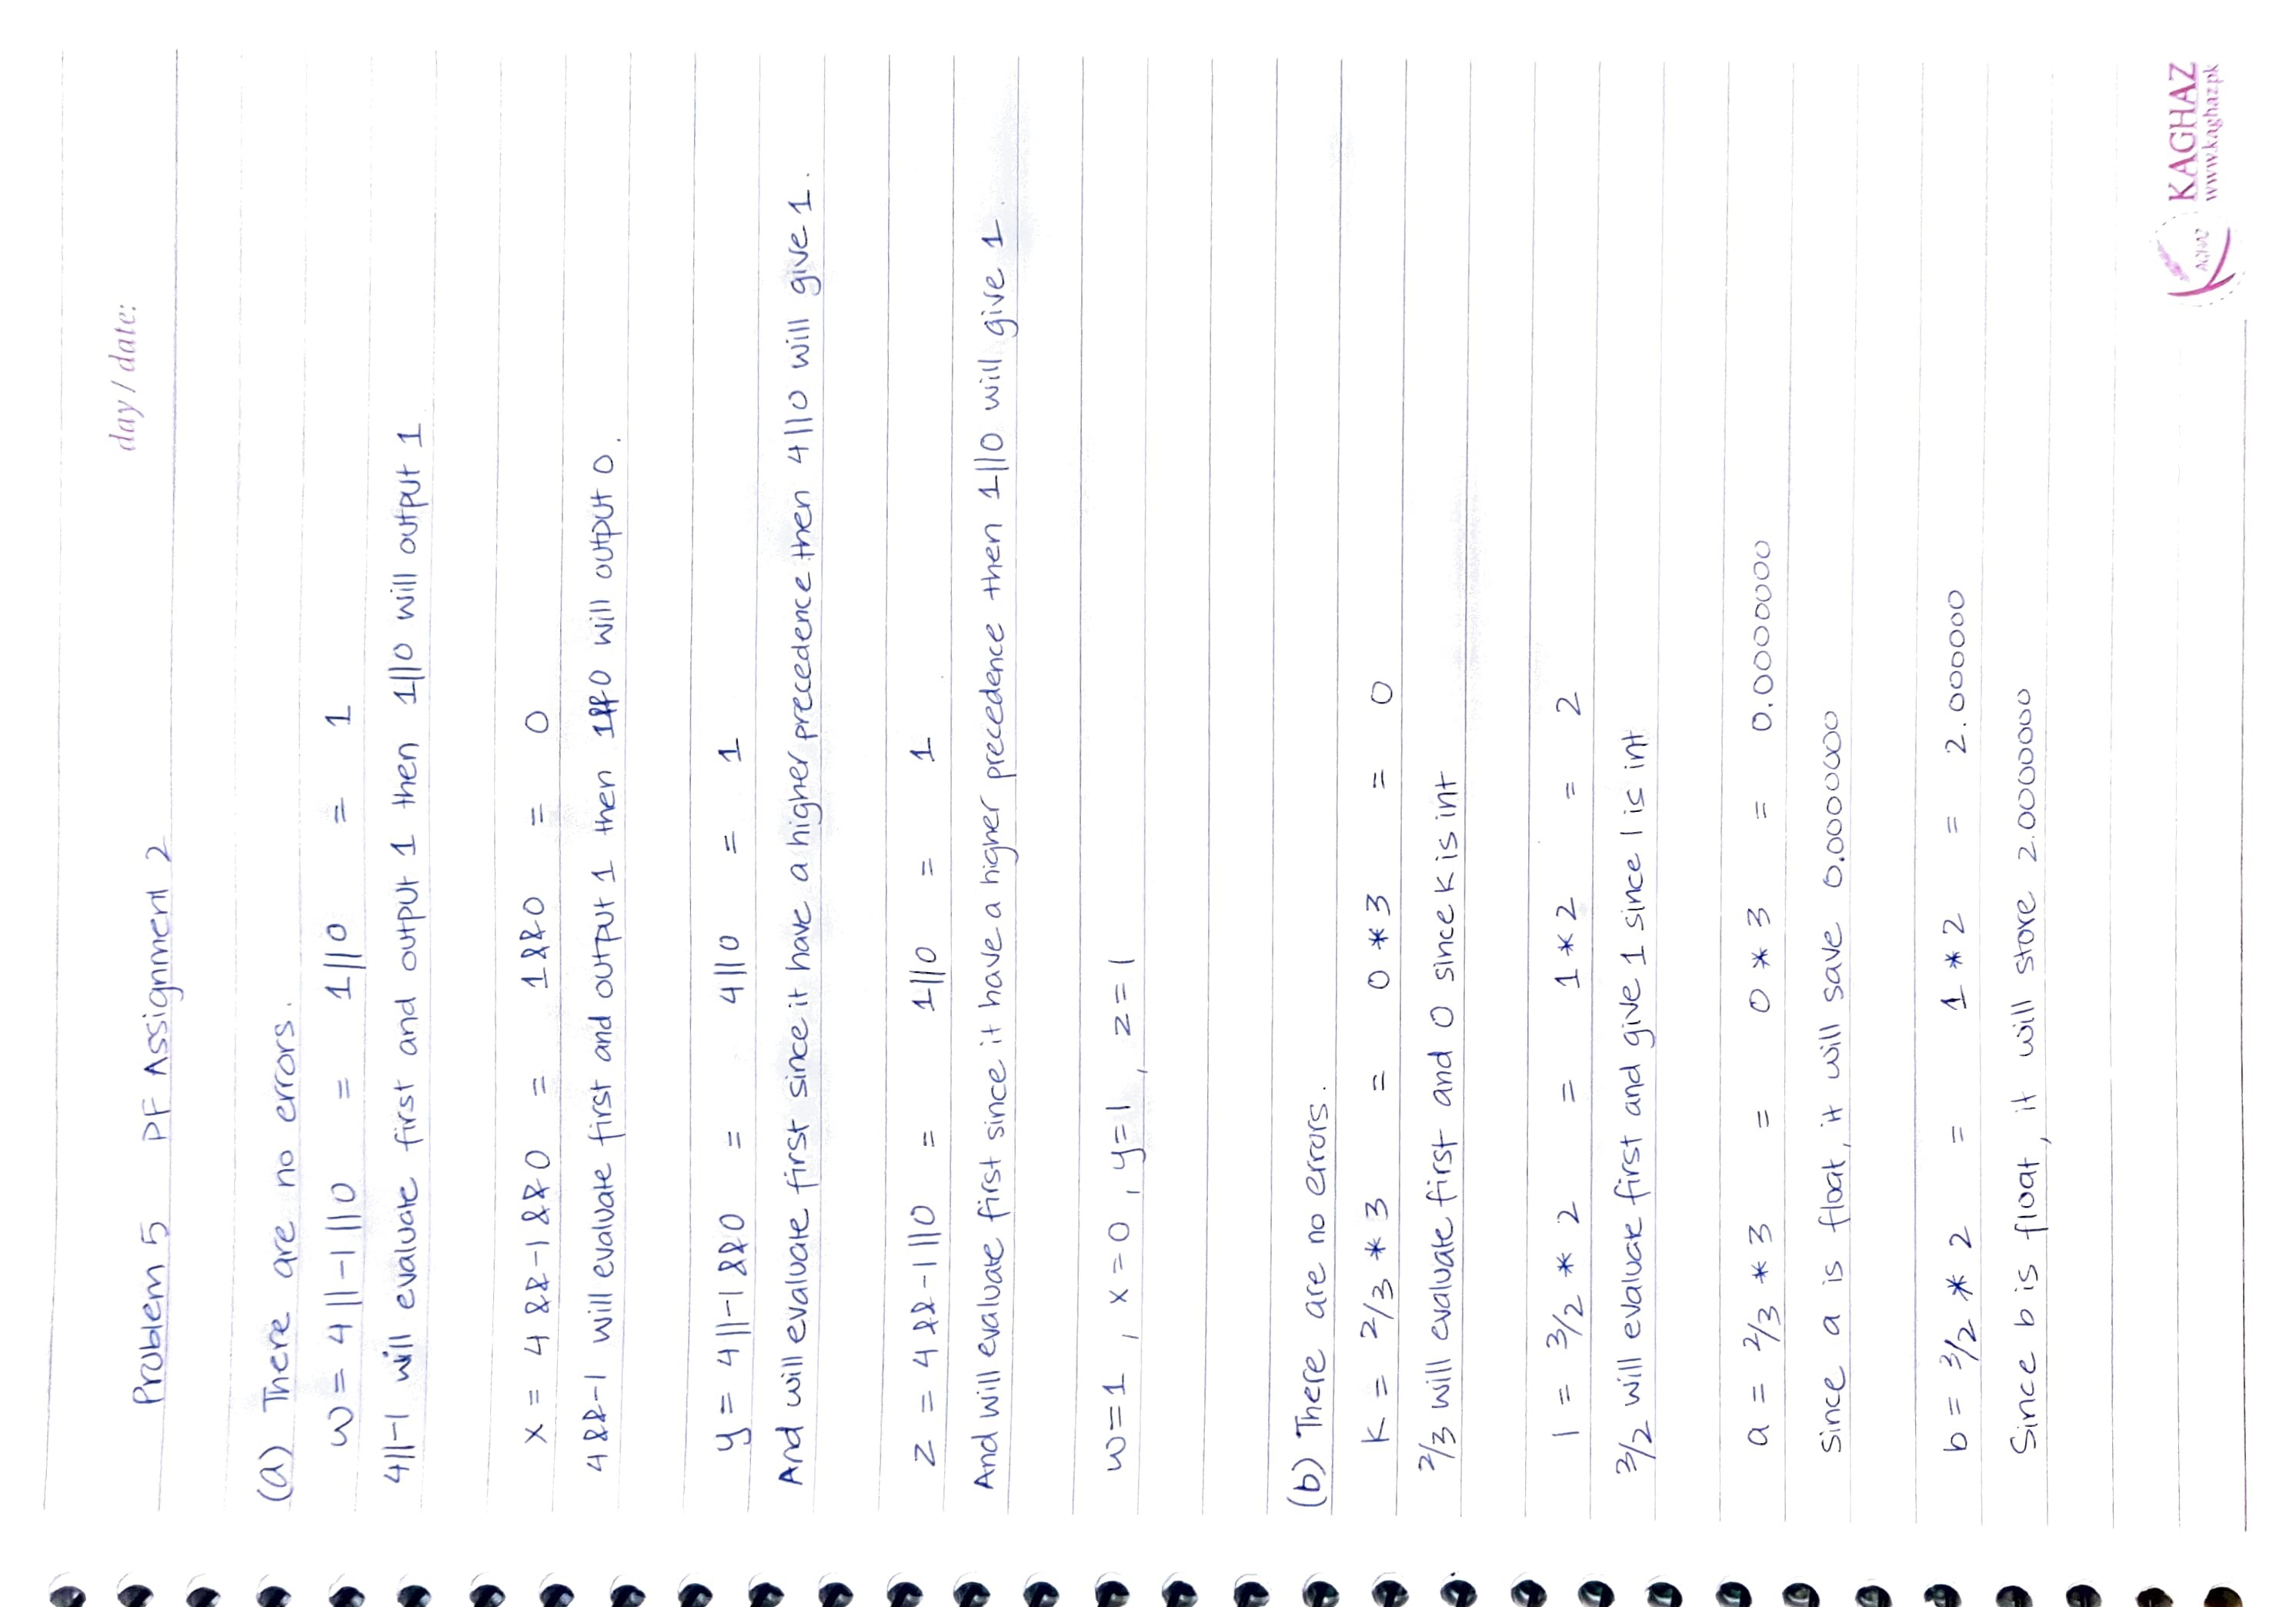 day / date:
Problem 5 PF Assignment 2
(a) There are no errors.
w = 4 || -1 || 0 = 1||0 = 1
4||-1 will evaluate first and output 1 then 1||0 will output 1
x = 4 && -1 && 0 = 1 && 0 = 0
4 && -1 will evaluate first and output 1 then 1&&0 will output 0.
y = 4 || -1 && 0 = 4 || 0 = 1
And will evaluate first since it have a higher precedence then 4||0 will give 1.
z = 4 && -1 || 0 = 1||0 = 1
And will evaluate first since it have a higher precedence then 1||0 will give 1.
w=1 , x=0 , y=1 , z=1
(b) There are no errors.
k = 2/3 * 3 = 0 * 3 = 0
2/3 will evaluate first and 0 since k is int
l = 3/2 * 2 = 1 * 2 = 2
3/2 will evaluate first and give 1 since l is int
a = 2/3 * 3 = 0 * 3 = 0.0000000
Since a is float, it will save 0.0000000
b = 3/2 * 2 = 1 * 2 = 2.000000
Since b is float, it will store 2.0000000
KAGHAZ
www.kaghaz.pk